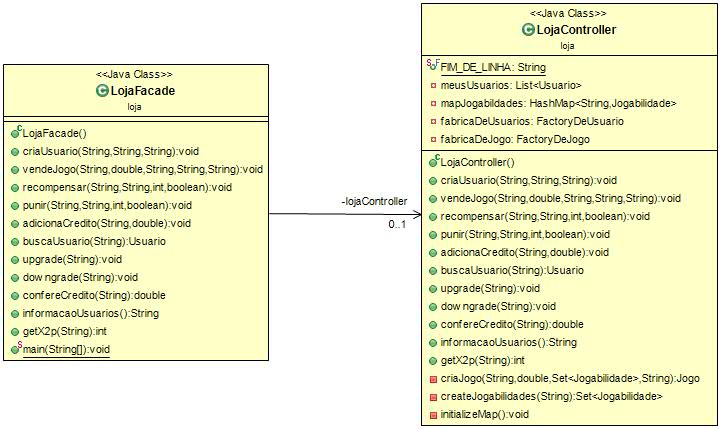 <<Java Class>>
LojaFacade
loja
LojaFacade()
criaUsuario(String,String,String):void
vendeJogo(String,double,String,String,String):void
recompensar(String,String,int,boolean):void
punir(String,String,int,boolean):void
adicionaCredito(String,double):void
buscaUsuario(String):Usuario
upgrade(String):void
downgrade(String):void
confereCredito(String):double
informacaoUsuarios():String
getX2p(String):int
main(String[]):void
-lojaController
0..1
<<Java Class>>
LojaController
loja
FIM_DE_LINHA: String
meusUsuarios: List<Usuario>
mapJogabildades: HashMap<String,Jogabilidade>
fabricaDeUsuarios: FactoryDeUsuario
fabricaDeJogo: FactoryDeJogo
LojaController()
criaUsuario(String,String,String):void
vendeJogo(String,double,String,String,String):void
recompensar(String,String,int,boolean):void
punir(String,String,int,boolean):void
adicionaCredito(String,double):void
buscaUsuario(String):Usuario
upgrade(String):void
downgrade(String):void
confereCredito(String):double
informacaoUsuarios():String
getX2p(String):int
criaJogo(String,double,Set<Jogabilidade>,String):Jogo
createJogabilidades(String):Set<Jogabilidade>
initializeMap():void